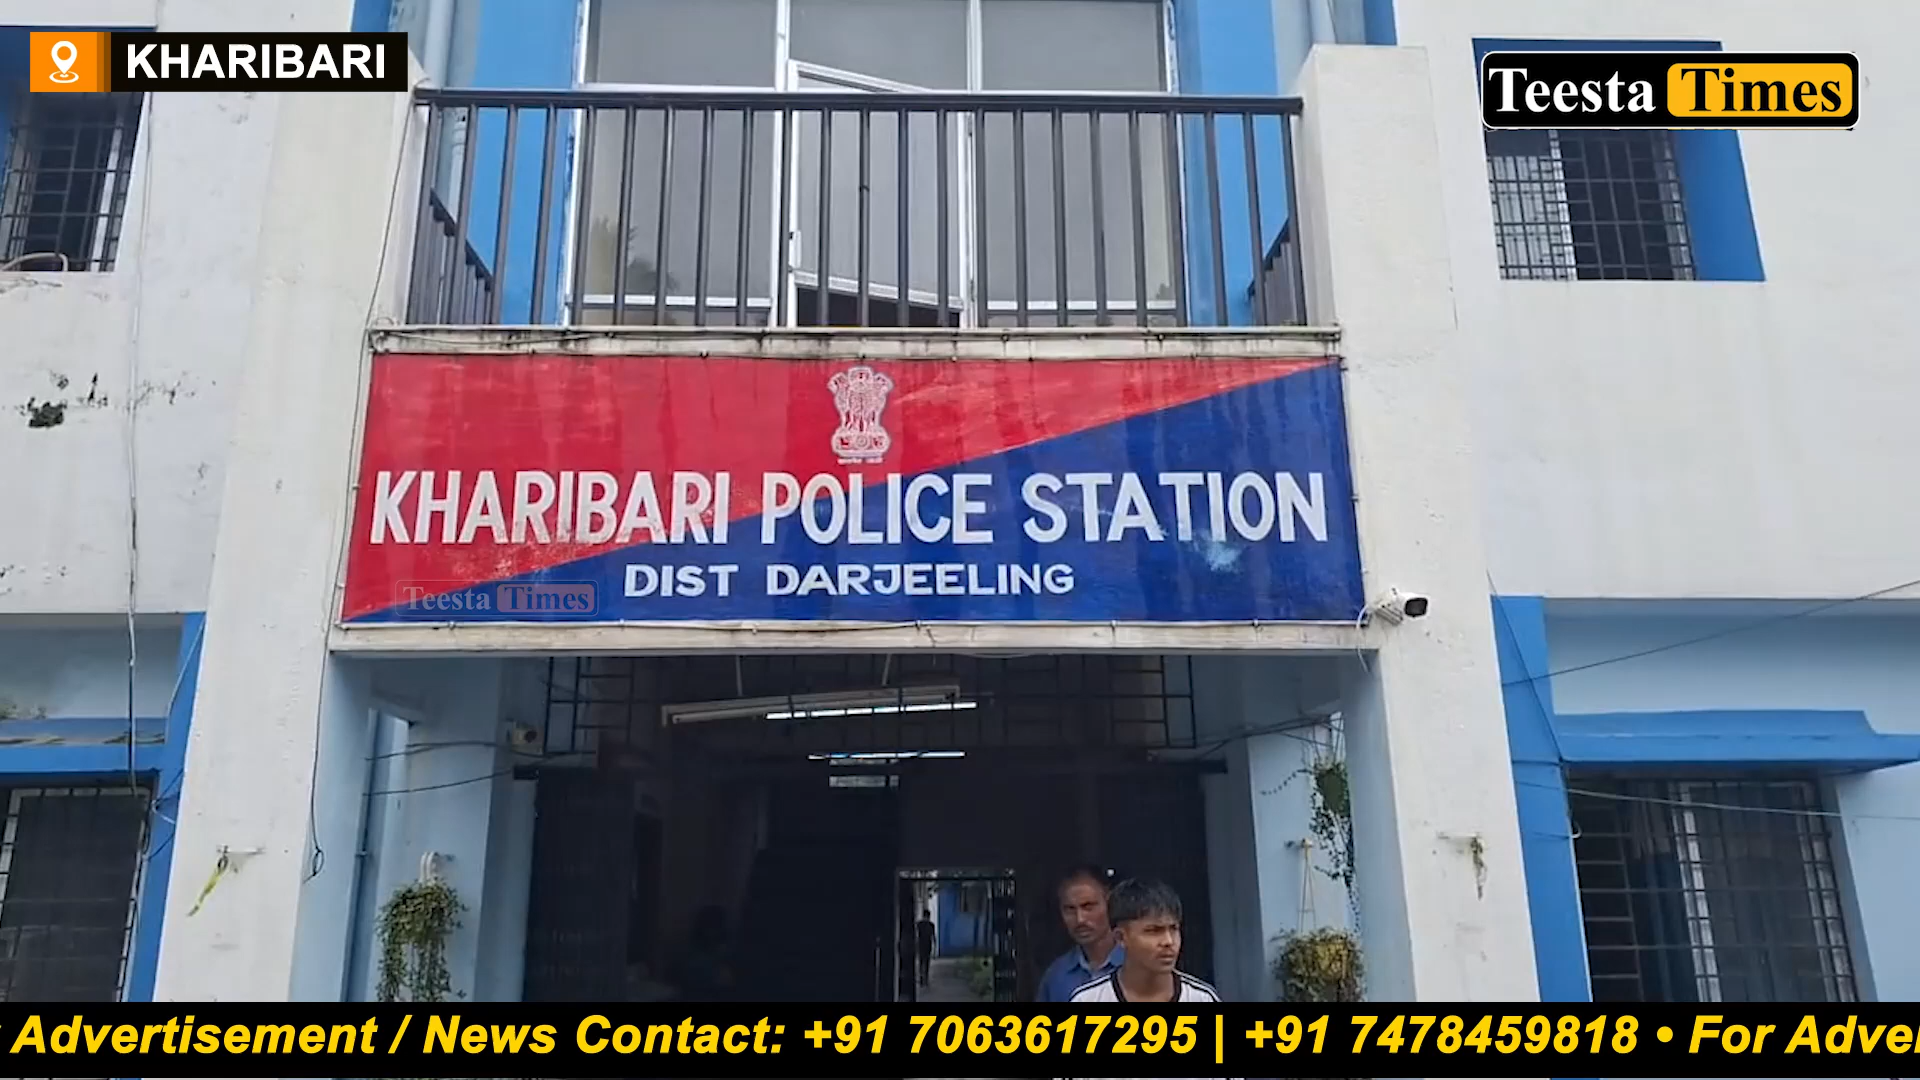 KHARIBARI
Teesta Times
KHARIBARI POLICE STATION
DIST DARJEELING
Teesta Times
Advertisement / News Contact: +91 7063617295 | +91 7478459818 • For Adver